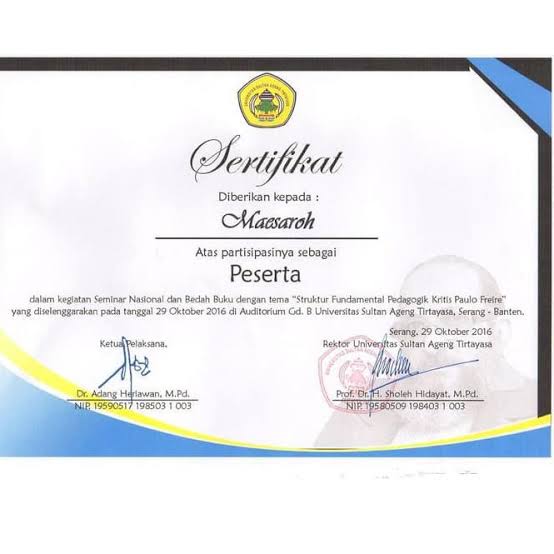 Sertifikat
Diberikan kepada :
Maesaroh
Atas partisipasinya sebagai
Peserta
dalam kegiatan Seminar Nasional dan Bedah Buku dengan tema "Struktur Fundamental Pedagogik Kritis Paulo Freire"
yang diselenggarakan pada tanggal 29 Oktober 2016 di Auditorium Gd. B Universitas Sultan Ageng Tirtayasa, Serang - Banten.
Serang, 29 Oktober 2016
Ketua Pelaksana,
Rektor Universitas Sultan Ageng Tirtayasa
Dr. Adang Heriawan, M.Pd.
NIP. 19590517 198503 1 003
Prof. Dr. H. Sholeh Hidayat, M.Pd.
NIP. 19580509 198403 1 003